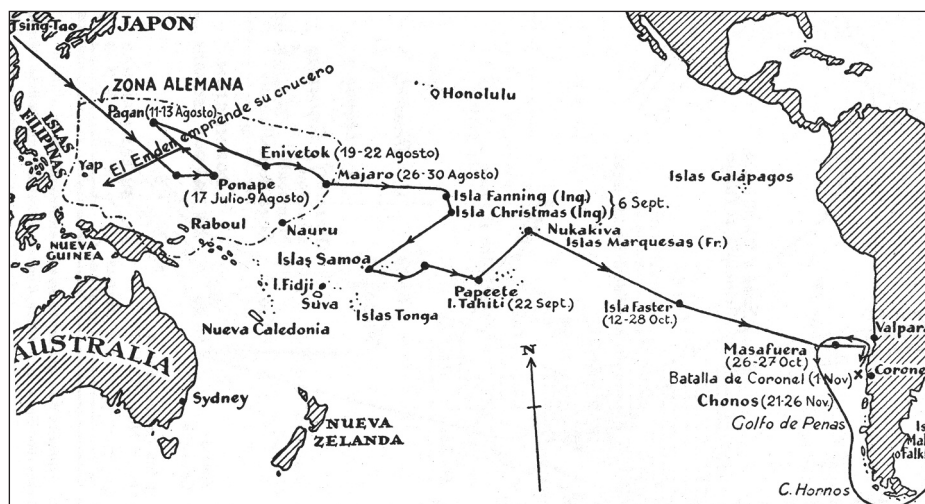 Tsing-Tao
JAPON
ZONA ALEMANA
Pagan (11-13 Agosto)
El Emden emprende su crucero
ISLAS
FILIPINAS
Yap
Honolulu
Enivetok (19-22 Agosto)
Majaro (26-30 Agosto)
Ponape
(17 Julio-9 Agosto)
Isla Fanning (Ing.)
Isla Christmas (Ing)
6 Sept.
Islas Galápagos
Raboul
Nauru
NUEVA
GUINEA
Nukakiva
Islas Marquesas (Fr.)
Islas Samoa
I. Fidji
Suva
Papeete
I. Tahiti (22 Sept.)
Islas Tonga
Nueva Caledonia
Isla Easter
(12-28 Oct.)
AUSTRALIA
Sydney
NUEVA
ZELANDA
N
Valpar
Masafuera
(26-27 Oct)
Batalla de Coronel (1 Nov)
Corone
Chonos (21-26 Nov)
Golfo de Penas
Is
Mal
Falkl
C. Hornos